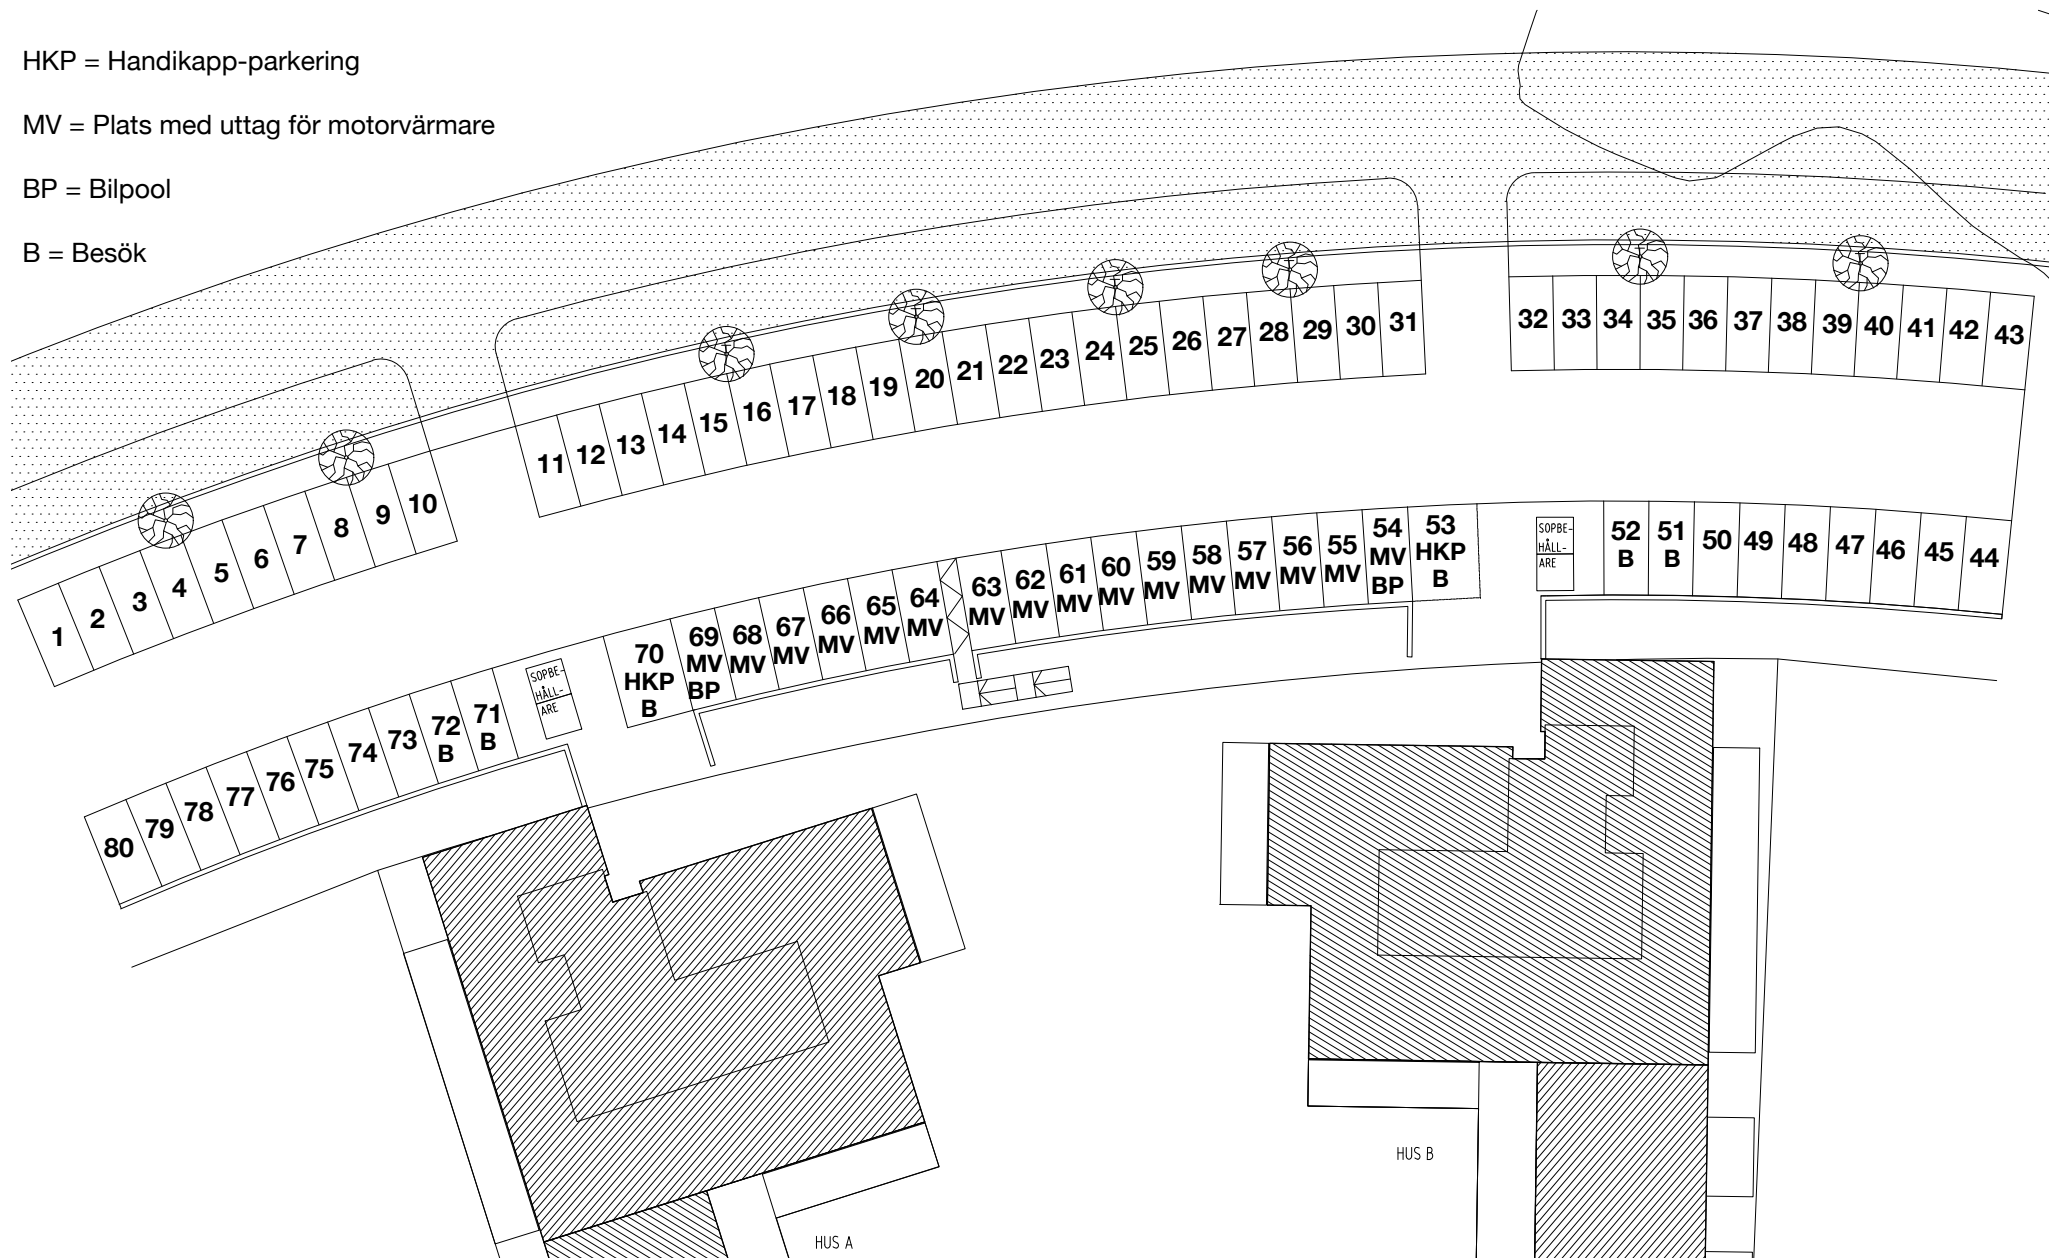 HKP = Handikapp-parkering
MV = Plats med uttag för motorvärmare
BP = Bilpool
B = Besök
1
2
3
4
5
6
7
8
9
10
11
12
13
14
15
16
17
18
19
20
21
22
23
24
25
26
27
28
29
30
31
32
33
34
35
36
37
38
39
40
41
42
43
80
79
78
77
76
75
74
73
72
B
71
B
SOPBE-
HÅLL-
ARE
70
HKP
B
69
MV
BP
68
MV
67
MV
66
MV
65
MV
64
MV
63
MV
62
MV
61
MV
60
MV
59
MV
58
MV
57
MV
56
MV
55
MV
54
MV
BP
53
HKP
B
SOPBE-
HÅLL-
ARE
52
B
51
B
50
49
48
47
46
45
44
HUS A
HUS B